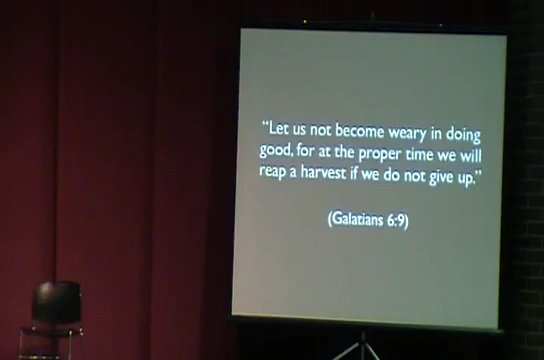 “Let us not become weary in doing
good, for at the proper time we will
reap a harvest if we do not give up.”
(Galatians 6:9)